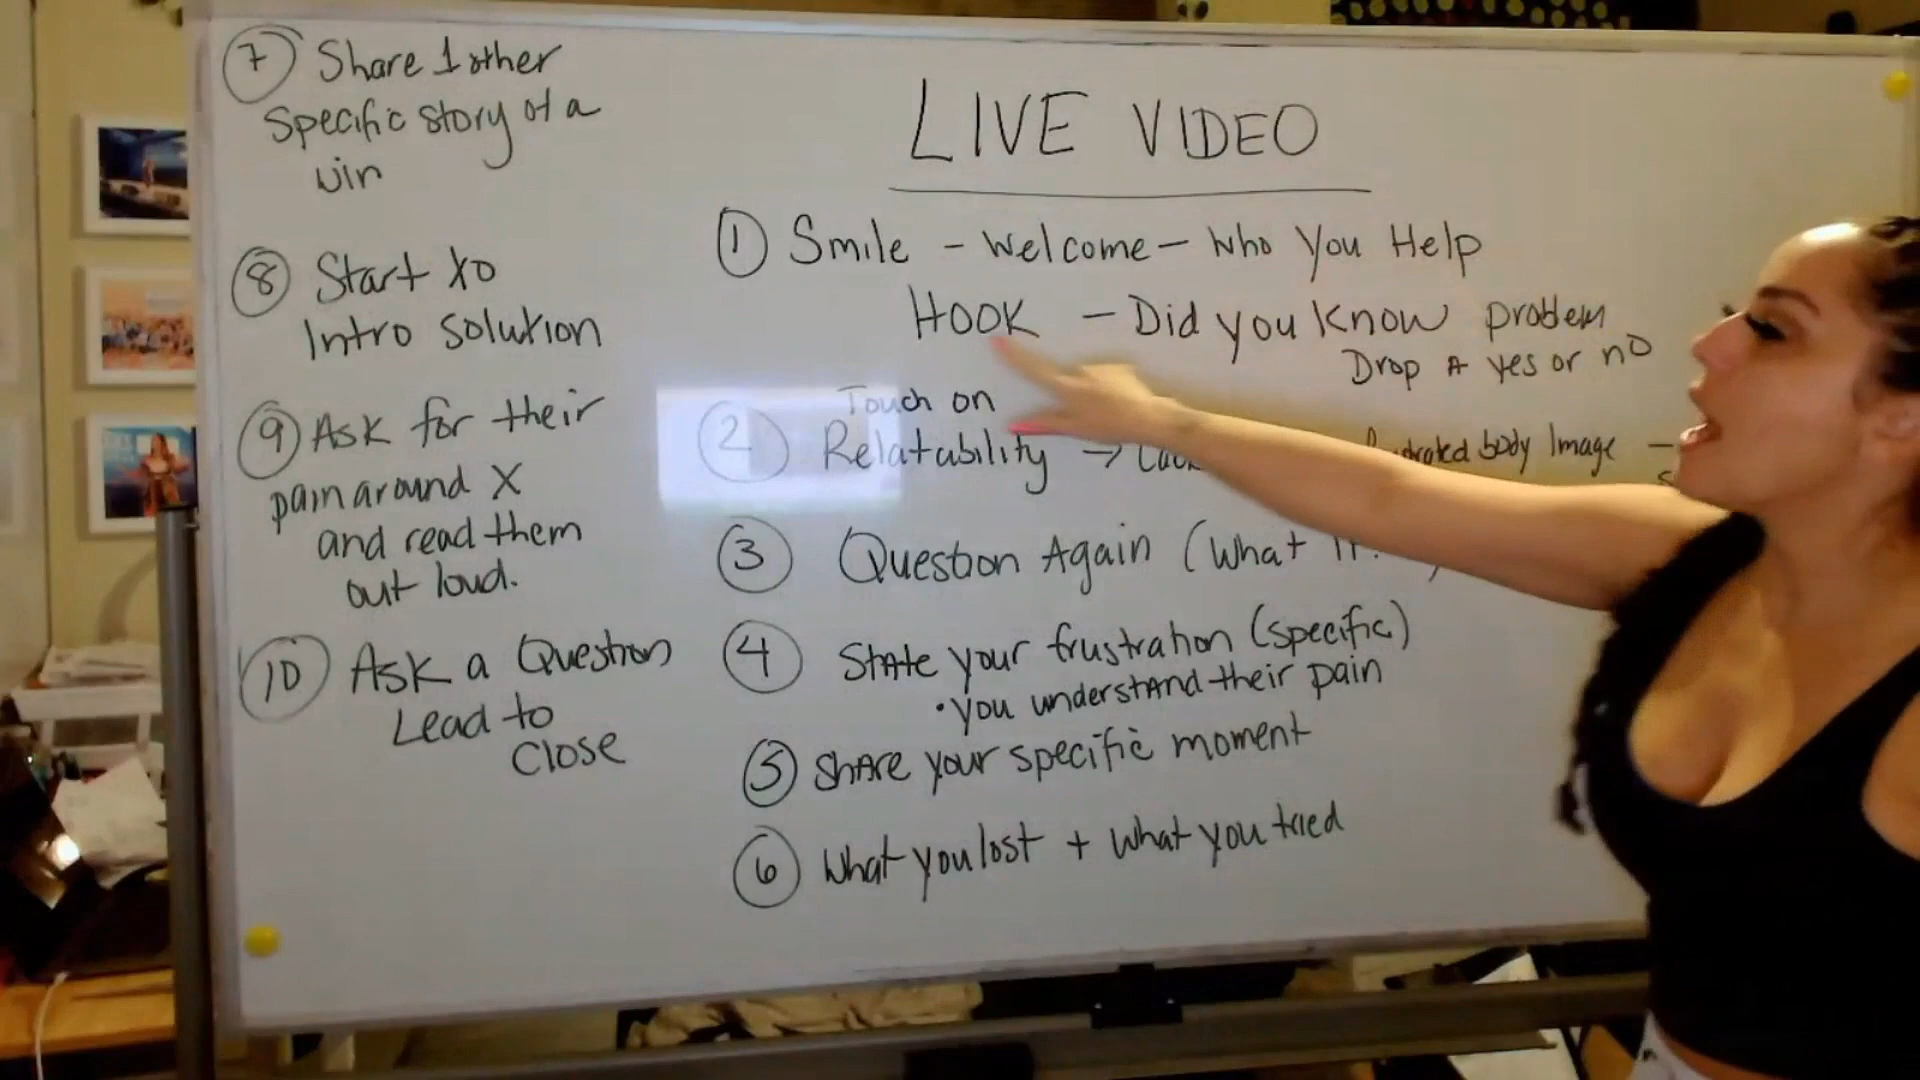 LIVE VIDEO
① Smile - Welcome - Who You Help
HOOK - Did you know problem
Drop A yes or no
② Touch on
Relatability →
body Image -
③ Question Again (What
④ State your frustration (specific)
• you understand their pain
⑤ Share your specific moment
⑥ What you lost + what you tried
⑦ Share 1 other
Specific story of a
win
⑧ Start to
Intro solution
⑨ Ask for their
pain around X
and read them
out loud.
⑩ Ask a Question
Lead to
Close